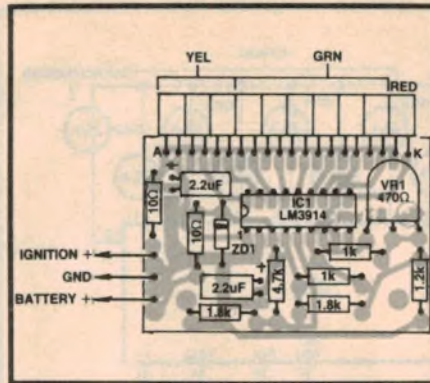 YEL GRN
RED
A K
+
2.2uF
10Ω
IC1
LM3914
VR1
470Ω
10Ω
1
ZD1
IGNITION +
GND
BATTERY +
+
2.2uF
4.7k
1k
1k
1.2k
1.8k
1.8k